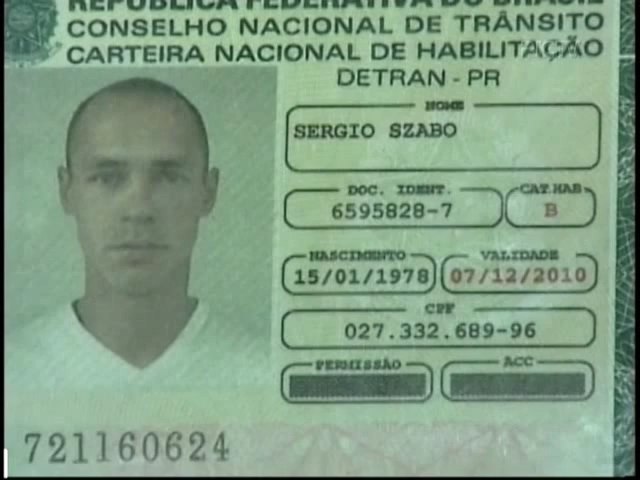 REPÚBLICA FEDERATIVA DO BRASIL
CONSELHO NACIONAL DE TRÂNSITO
CARTEIRA NACIONAL DE HABILITAÇÃO
DETRAN - PR
NOME
SERGIO SZABO
DOC. IDENT.
CAT.HAB
6595828-7
B
NASCIMENTO
VALIDADE
15/01/1978
07/12/2010
CPF
027.332.689-96
PERMISSÃO
ACC
721160624